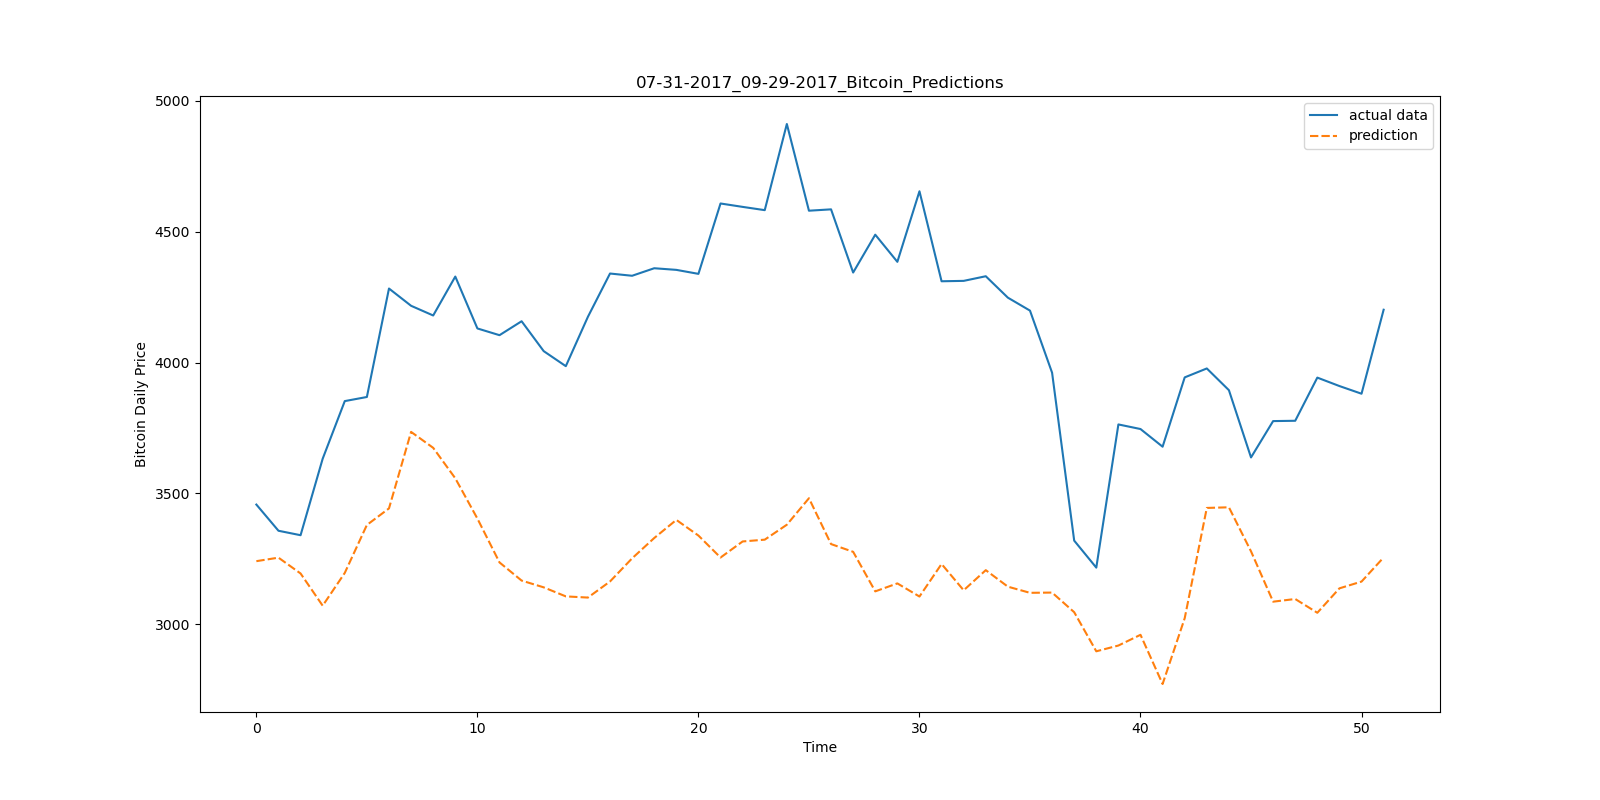 07-31-2017_09-29-2017_Bitcoin_Predictions
5000
4500
4000
3500
3000
Bitcoin Daily Price
actual data
prediction
0 10 20 30 40 50
Time